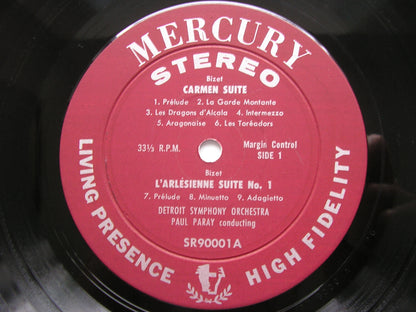 MERCURY
STEREO
Bizet
CARMEN SUITE
1. Prélude 2. La Garde Montante
3. Les Dragons d'Alcala 4. Intermezzo
5. Aragonaise 6. Les Toréadors
33⅓ R.P.M.
Margin Control
SIDE 1
Bizet
L'ARLÉSIENNE SUITE No. 1
7. Prélude 8. Minuetto 9. Adagietto
DETROIT SYMPHONY ORCHESTRA
PAUL PARAY conducting
SR90001A
LIVING PRESENCE
HIGH FIDELITY